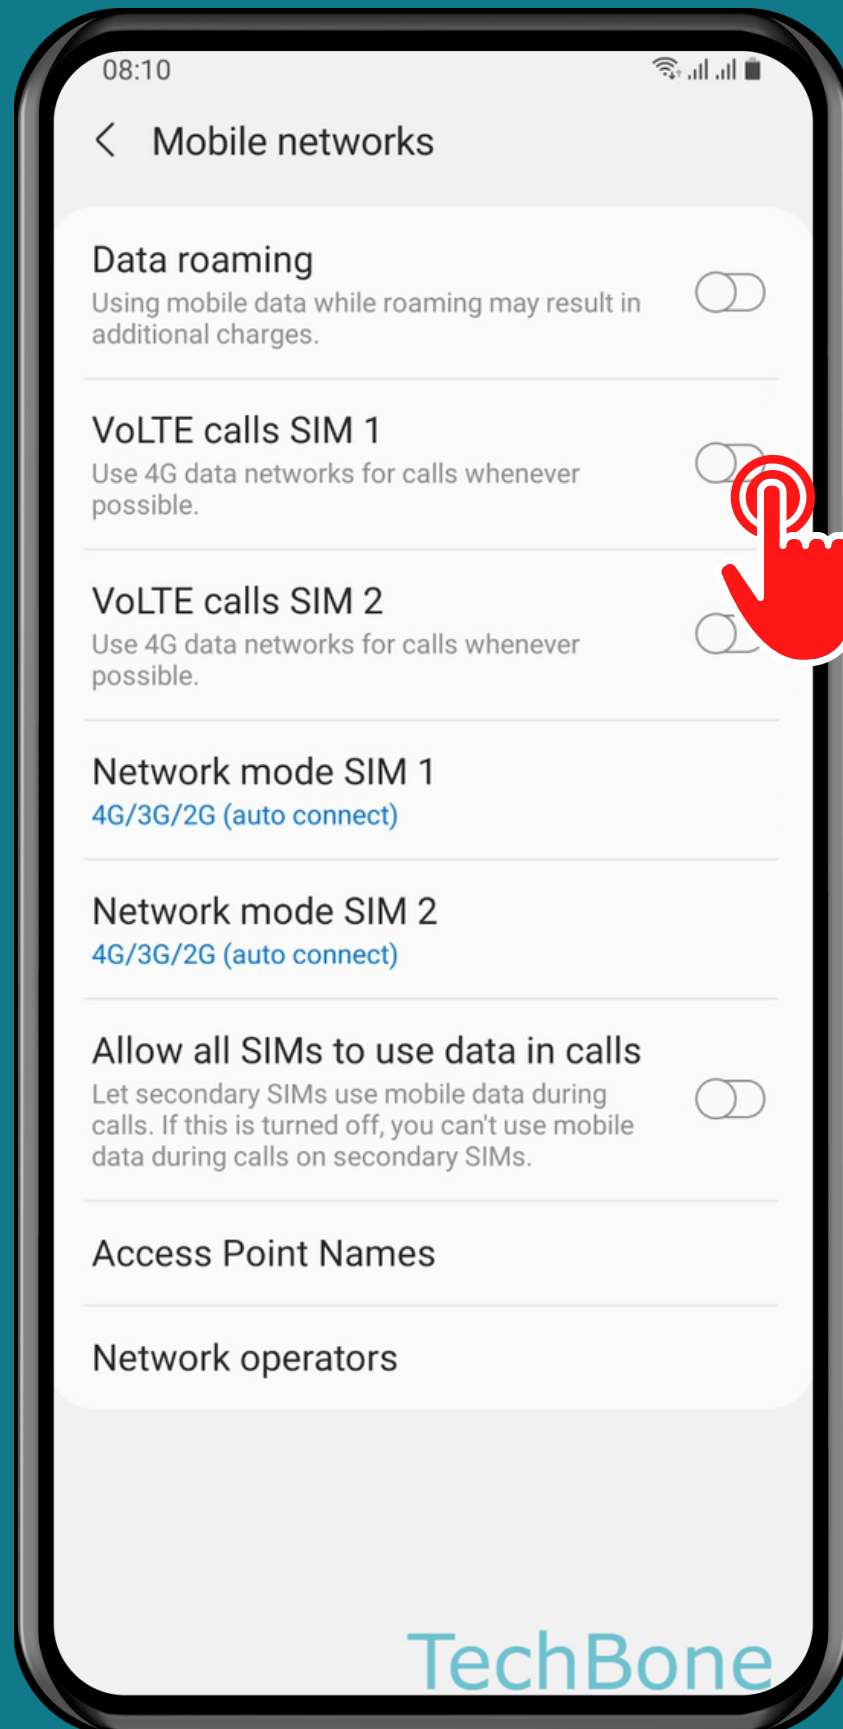 08:10
Mobile networks
Data roaming
Using mobile data while roaming may result in
additional charges.
VoLTE calls SIM 1
Use 4G data networks for calls whenever
possible.
VoLTE calls SIM 2
Use 4G data networks for calls whenever
possible.
Network mode SIM 1
4G/3G/2G (auto connect)
Network mode SIM 2
4G/3G/2G (auto connect)
Allow all SIMs to use data in calls
Let secondary SIMs use mobile data during
calls. If this is turned off, you can't use mobile
data during calls on secondary SIMs.
Access Point Names
Network operators
TechBone